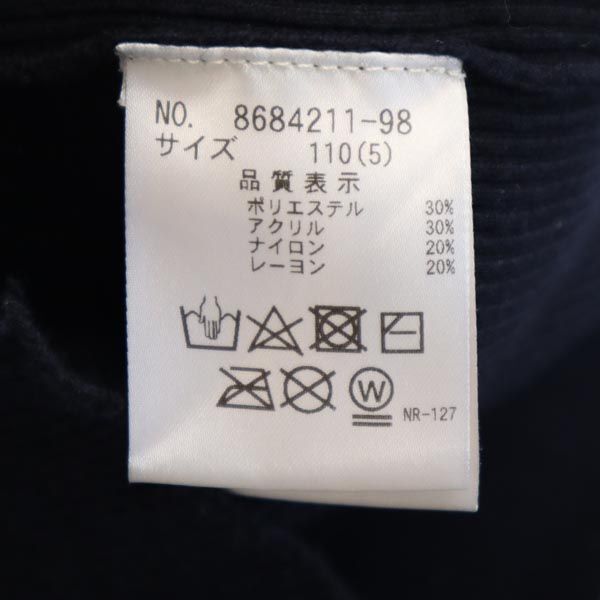 NO. 8684211-98
サイズ 110(5)
品質表示
ポリエステル 30%
アクリル 30%
ナイロン 20%
レーヨン 20%
W
NR-127